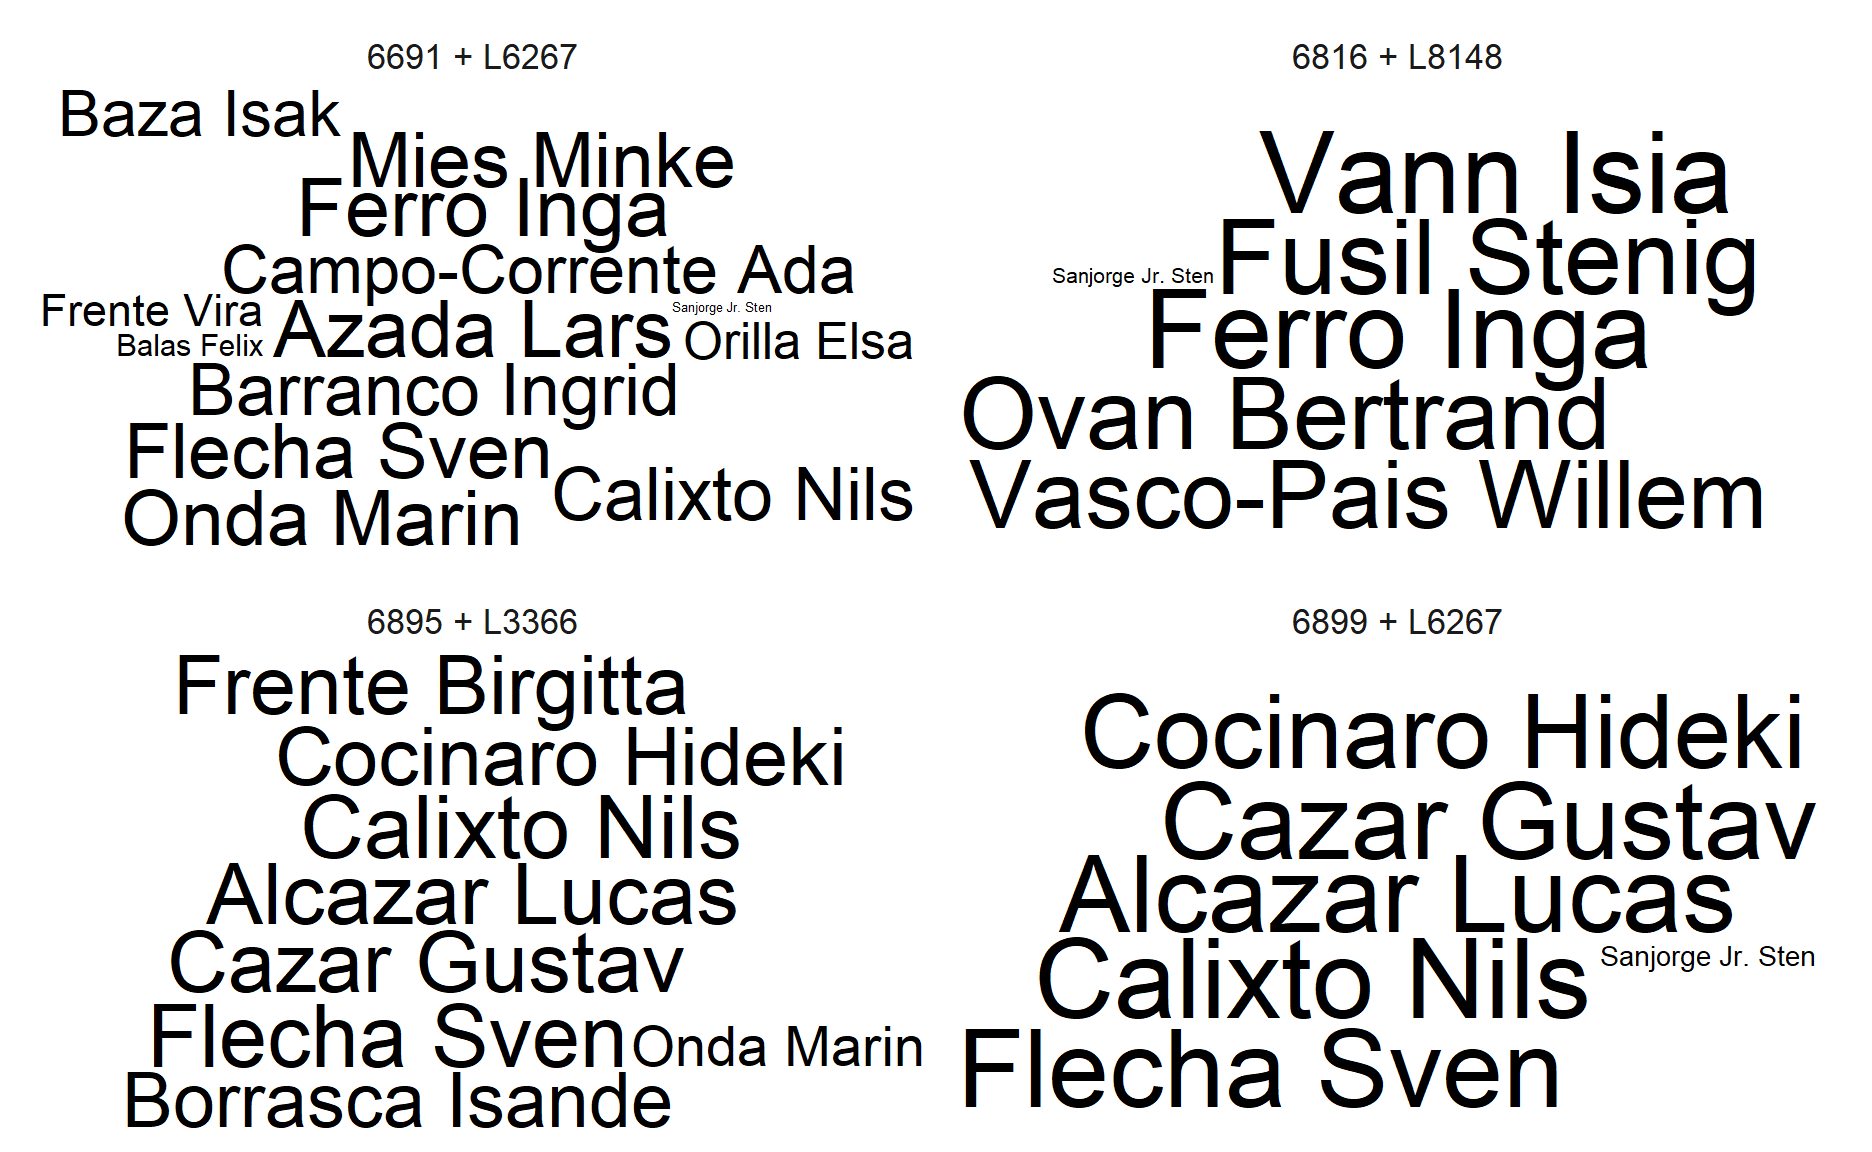 6691 + L6267
Baza Isak
Mies Minke
Ferro Inga
Campo-Corrente Ada
Frente Vira
Azada Lars
Sanjorge Jr. Sten
Balas Felix
Orilla Elsa
Barranco Ingrid
Flecha Sven
Calixto Nils
Onda Marin
6816 + L8148
Vann Isia
Fusil Stenig
Sanjorge Jr. Sten
Ferro Inga
Ovan Bertrand
Vasco-Pais Willem
6895 + L3366
Frente Birgitta
Cocinaro Hideki
Calixto Nils
Alcazar Lucas
Cazar Gustav
Flecha Sven
Onda Marin
Borrasca Isande
6899 + L6267
Cocinaro Hideki
Cazar Gustav
Alcazar Lucas
Calixto Nils
Sanjorge Jr. Sten
Flecha Sven